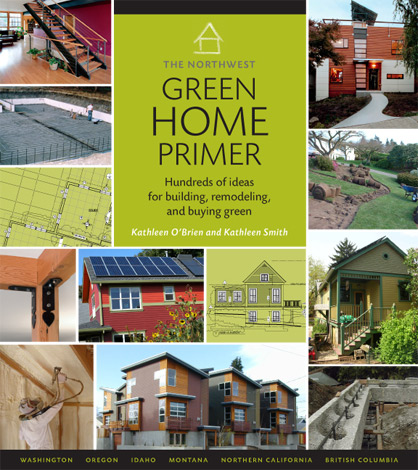 THE NORTHWEST
GREEN
HOME
PRIMER
Hundreds of ideas
for building, remodeling,
and buying green
Kathleen O'Brien and Kathleen Smith
WASHINGTON OREGON IDAHO MONTANA NORTHERN CALIFORNIA BRITISH COLUMBIA